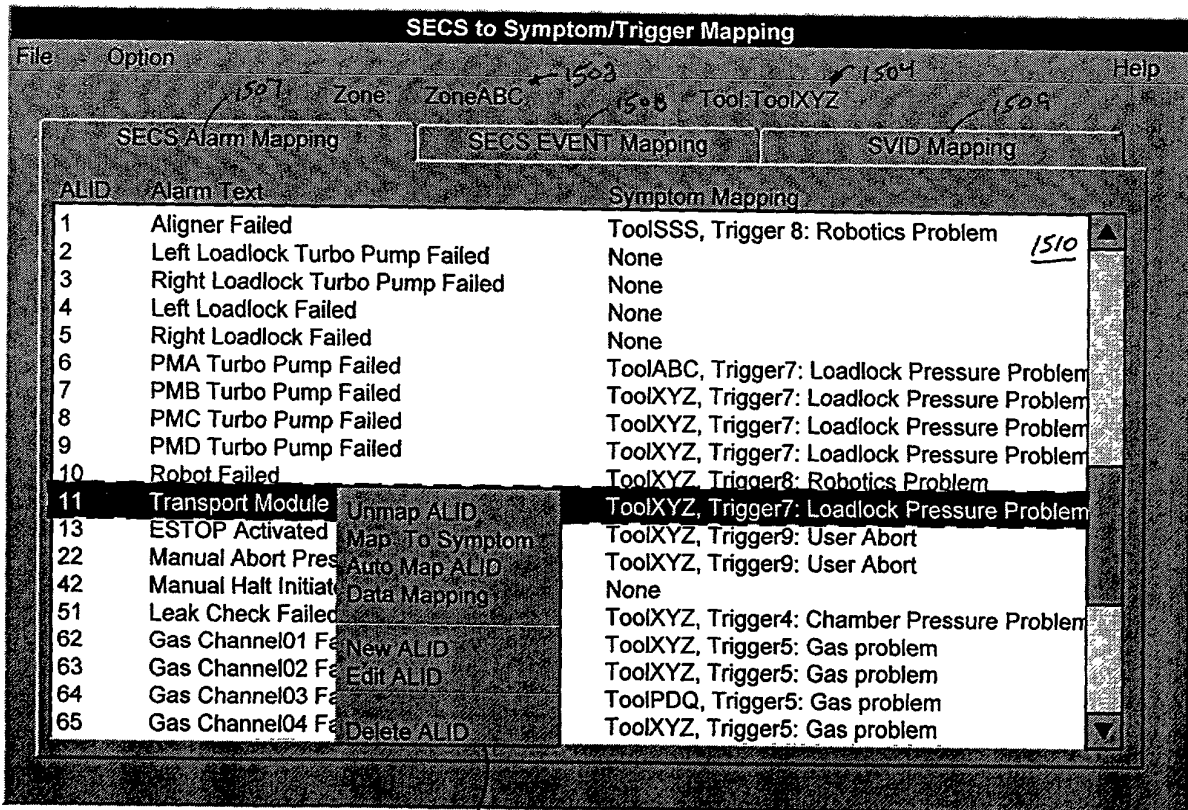 SECS to Symptom/Trigger Mapping
File Option Help
1503 1504
1507 Zone: ZoneABC 1508 Tool:ToolXYZ 1509
SECS Alarm Mapping SECS EVENT Mapping SVID Mapping
ALID Alarm Text Symptom Mapping
1 Aligner Failed ToolSSS, Trigger 8: Robotics Problem 1510
2 Left Loadlock Turbo Pump Failed None
3 Right Loadlock Turbo Pump Failed None
4 Left Loadlock Failed None
5 Right Loadlock Failed None
6 PMA Turbo Pump Failed ToolABC, Trigger7: Loadlock Pressure Problem
7 PMB Turbo Pump Failed ToolXYZ, Trigger7: Loadlock Pressure Problem
8 PMC Turbo Pump Failed ToolXYZ, Trigger7: Loadlock Pressure Problem
9 PMD Turbo Pump Failed ToolXYZ, Trigger7: Loadlock Pressure Problem
10 Robot Failed ToolXYZ, Trigger8: Robotics Problem
11 Transport Module ToolXYZ, Trigger7: Loadlock Pressure Problem
13 ESTOP Activated ToolXYZ, Trigger9: User Abort
22 Manual Abort Pres ToolXYZ, Trigger9: User Abort
42 Manual Halt Initiat None
51 Leak Check Failed ToolXYZ, Trigger4: Chamber Pressure Problem
62 Gas Channel01 Fa ToolXYZ, Trigger5: Gas problem
63 Gas Channel02 Fa ToolXYZ, Trigger5: Gas problem
64 Gas Channel03 Fa ToolPDQ, Trigger5: Gas problem
65 Gas Channel04 Fa ToolXYZ, Trigger5: Gas problem
Unmap ALID
Map To Symptom
Auto Map ALID
Data Mapping
New ALID
Edit ALID
Delete ALID